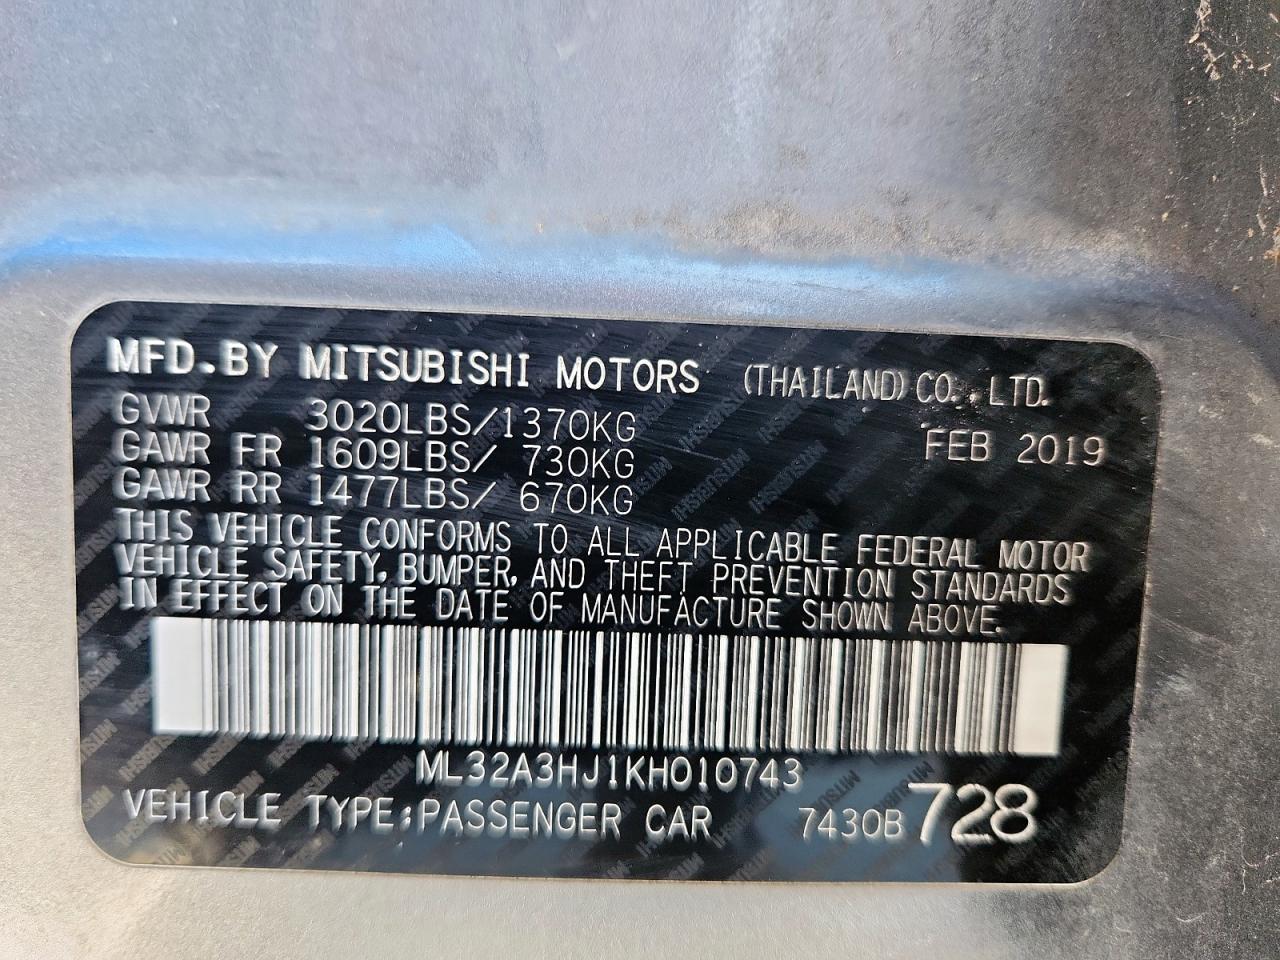 MFD.BY MITSUBISHI MOTORS (THAILAND) CO., LTD.
GVWR 3020LBS/1370KG FEB 2019
GAWR FR 1609LBS/ 730KG
GAWR RR 1477LBS/ 670KG
THIS VEHICLE CONFORMS TO ALL APPLICABLE FEDERAL MOTOR
VEHICLE SAFETY, BUMPER, AND THEFT PREVENTION STANDARDS
IN EFFECT ON THE DATE OF MANUFACTURE SHOWN ABOVE.
ML32A3HJ1KH010743
VEHICLE TYPE:PASSENGER CAR 7430B 728